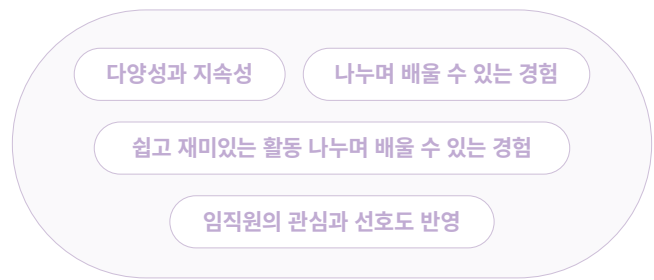 다양성과 지속성
나누며 배울 수 있는 경험
쉽고 재미있는 활동 나누며 배울 수 있는 경험
임직원의 관심과 선호도 반영